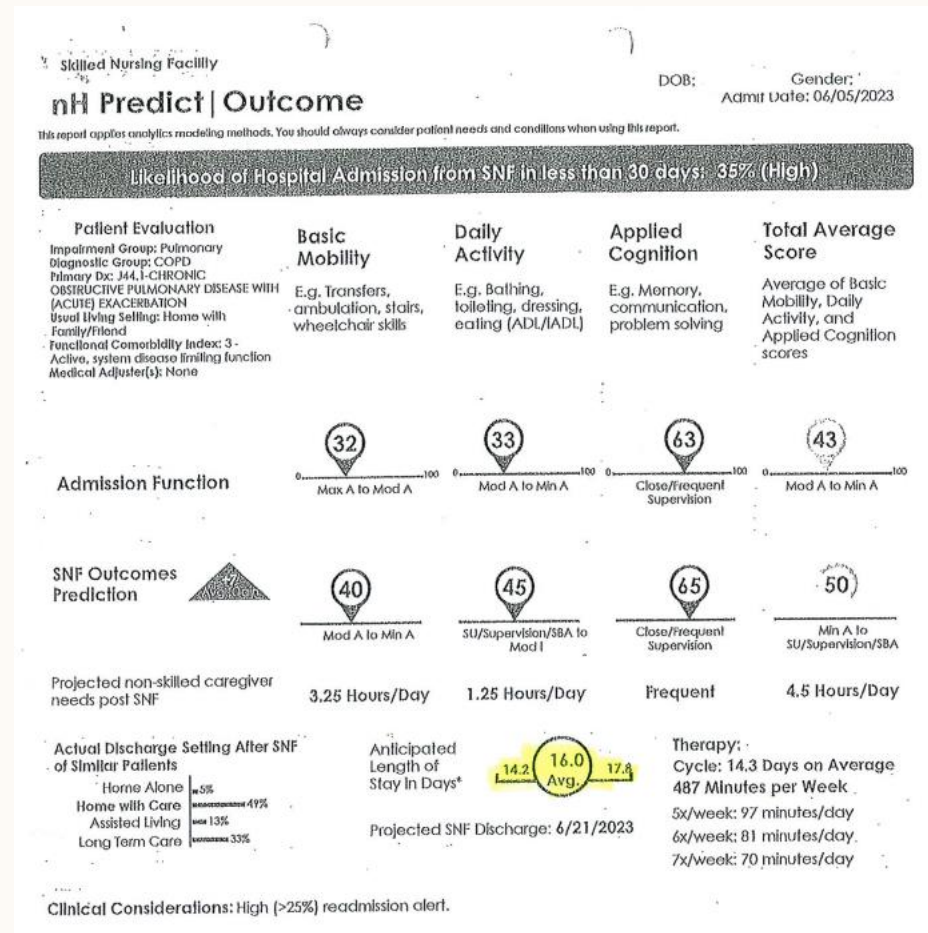 Skilled Nursing Facility
nH Predict | Outcome
DOB:
Gender:
Admit Date: 06/05/2023
This report applies analytics modeling methods. You should always consider patient needs and conditions when using this report.
Likelihood of Hospital Admission from SNF in less than 30 days: 35% (High)
Patient Evaluation
Impairment Group: Pulmonary
Diagnostic Group: COPD
Primary Dx: J44.1-CHRONIC
OBSTRUCTIVE PULMONARY DISEASE WITH
(ACUTE) EXACERBATION
Usual Living Setting: Home with
Family/Friend
Functional Comorbidity Index: 3 -
Active, system disease limiting function
Medical Adjuster(s): None
Basic
Mobility
E.g. Transfers,
ambulation, stairs,
wheelchair skills
Daily
Activity
E.g. Bathing,
toileting, dressing,
eating (ADL/IADL)
Applied
Cognition
E.g. Memory,
communication,
problem solving
Total Average
Score
Average of Basic
Mobility, Daily
Activity, and
Applied Cognition
scores
Admission Function
32
0 100
Max A to Mod A
33
0 100
Mod A to Min A
63
0 100
Close/Frequent
Supervision
43
0 100
Mod A to Min A
SNF Outcomes
Prediction
+7
Avg Gain
40
Mod A to Min A
45
SU/Supervision/SBA to
Mod I
65
Close/Frequent
Supervision
50
Min A to
SU/Supervision/SBA
Projected non-skilled caregiver
needs post SNF
3.25 Hours/Day
1.25 Hours/Day
Frequent
4.5 Hours/Day
Actual Discharge Setting After SNF
of Similar Patients
Home Alone 5%
Home with Care 49%
Assisted Living 13%
Long Term Care 33%
Anticipated
Length of
Stay in Days*
14.2 16.0 17.8
Avg.
Projected SNF Discharge: 6/21/2023
Therapy:
Cycle: 14.3 Days on Average
487 Minutes per Week
5x/week: 97 minutes/day
6x/week: 81 minutes/day
7x/week: 70 minutes/day
Clinical Considerations: High (>25%) readmission alert.